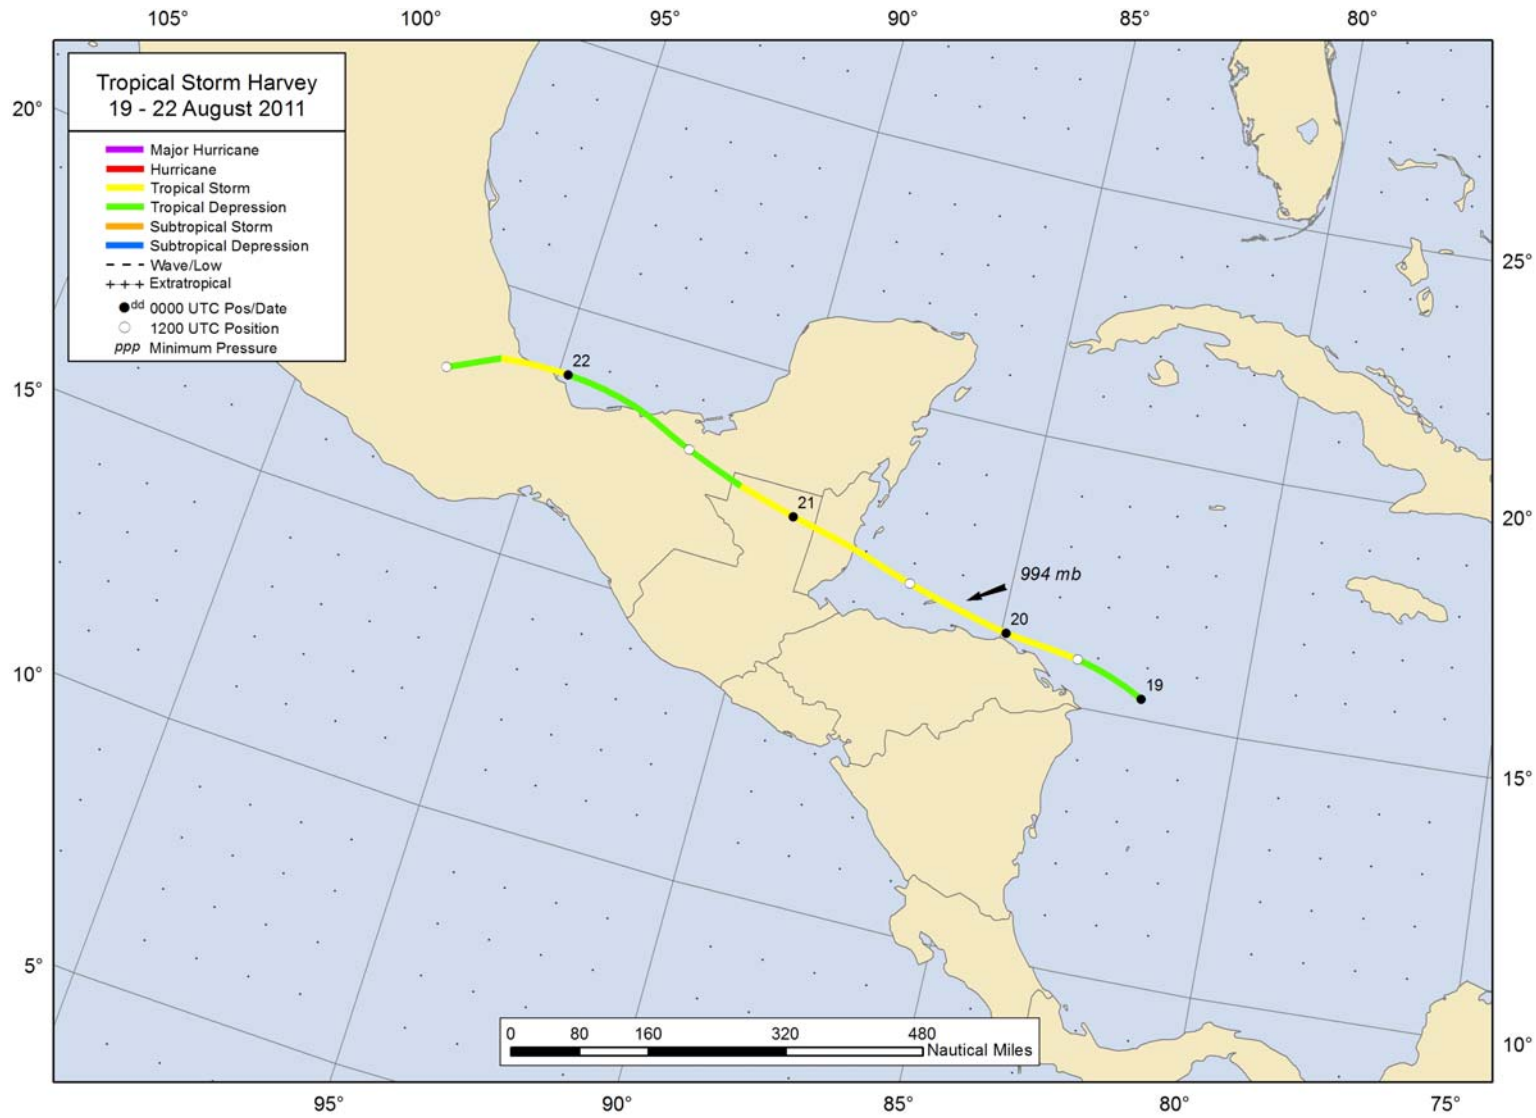 105° 100° 95° 90° 85° 80°
Tropical Storm Harvey
19 - 22 August 2011
Major Hurricane
Hurricane
Tropical Storm
Tropical Depression
Subtropical Storm
Subtropical Depression
Wave/Low
+++ Extratropical
dd 0000 UTC Pos/Date
1200 UTC Position
ppp Minimum Pressure
20°
25°
22
15°
21
20°
994 mb
20
10°
19
15°
5°
0 80 160 320 480
Nautical Miles
10°
95° 90° 85° 80° 75°